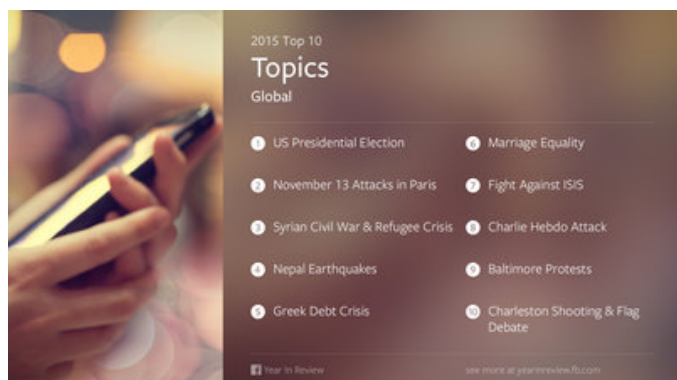 2015 Top 10
Topics
Global
1 US Presidential Election
2 November 13 Attacks in Paris
3 Syrian Civil War & Refugee Crisis
4 Nepal Earthquakes
5 Greek Debt Crisis
6 Marriage Equality
7 Fight Against ISIS
8 Charlie Hebdo Attack
9 Baltimore Protests
10 Charleston Shooting & Flag
Debate
f Year In Review
see more at yearinreview.fb.com